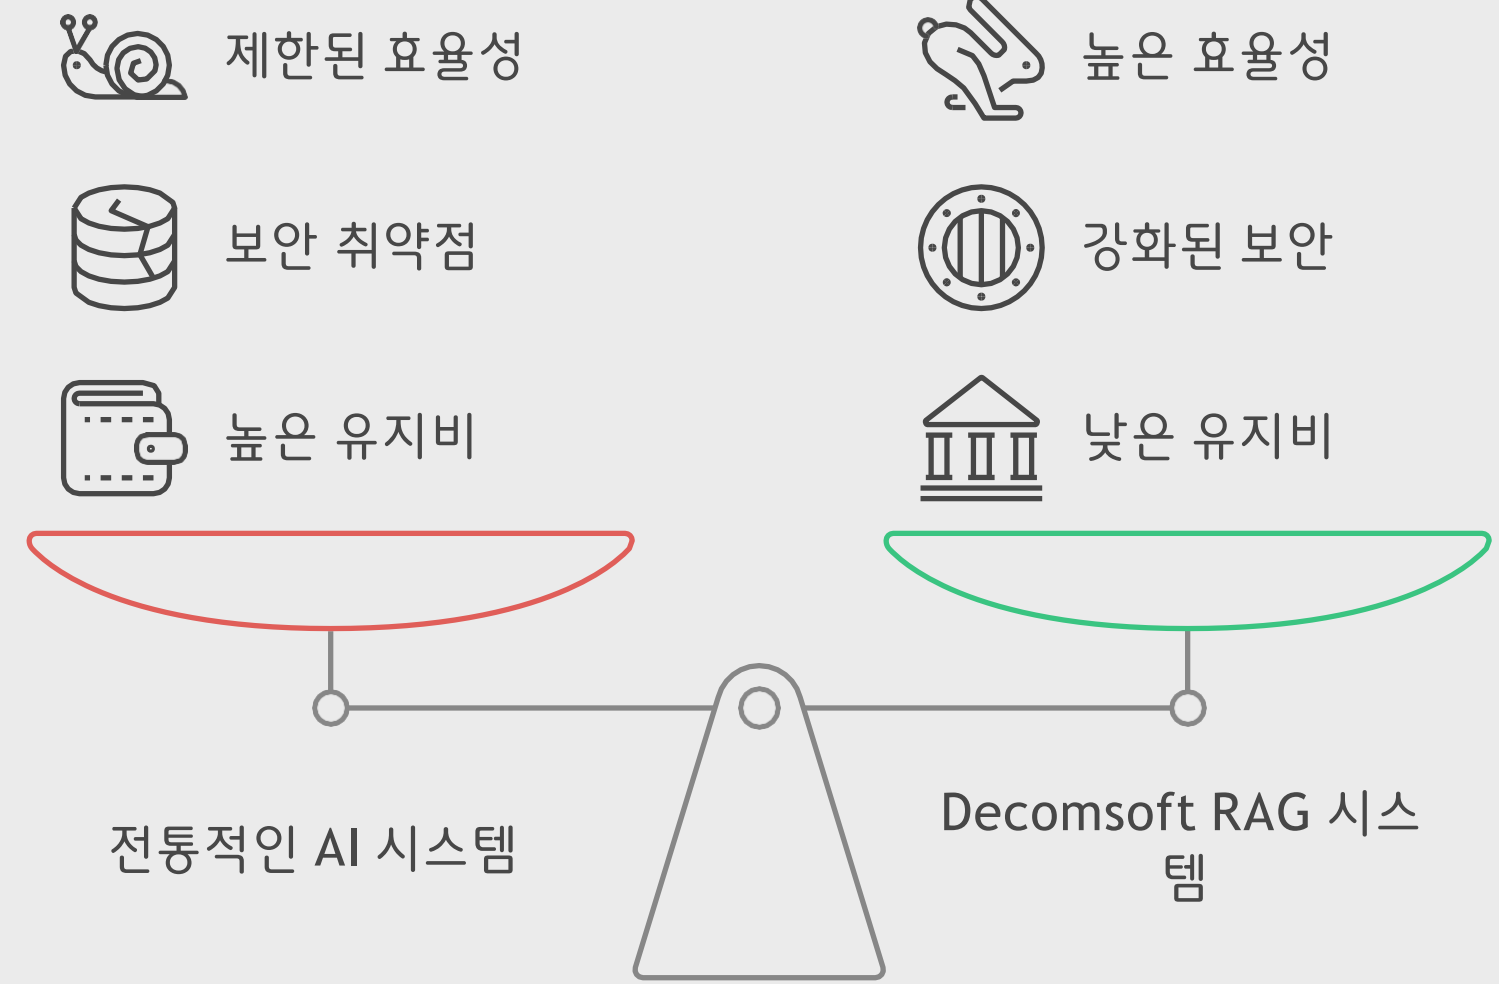 제한된 효율성
높은 효율성
보안 취약점
강화된 보안
높은 유지비
낮은 유지비
전통적인 AI 시스템
Decomsoft RAG 시스
템